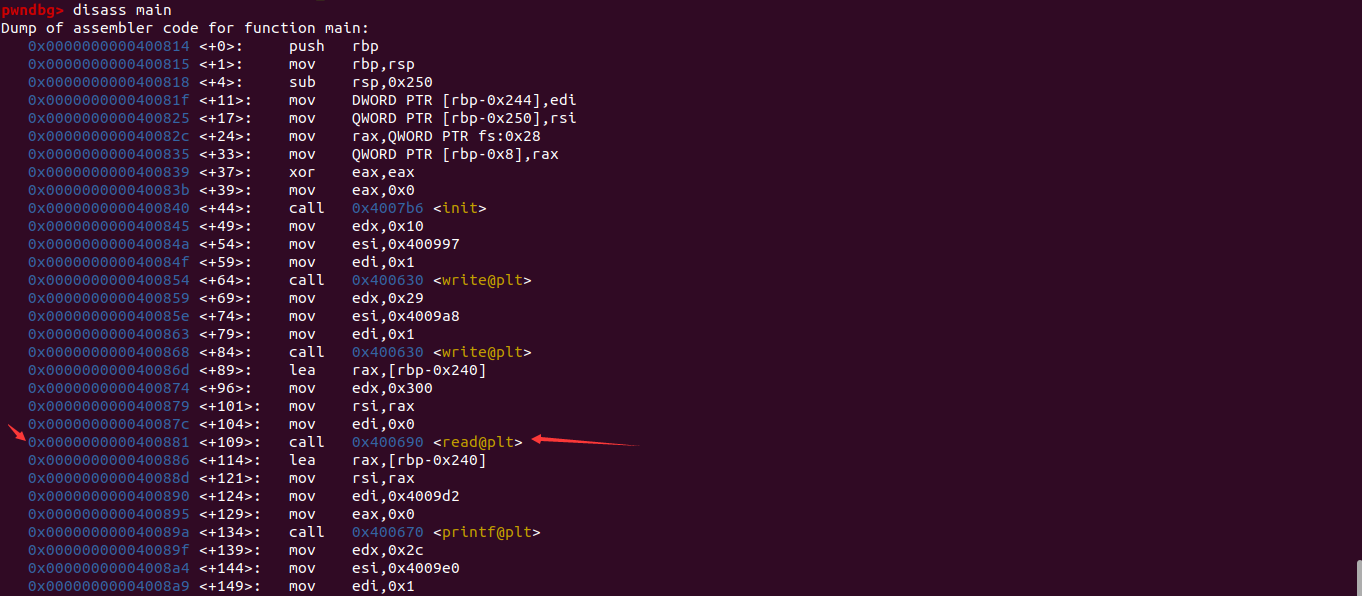 pwndbg> disass main
Dump of assembler code for function main:
0x0000000000400814 <+0>: push rbp
0x0000000000400815 <+1>: mov rbp,rsp
0x0000000000400818 <+4>: sub rsp,0x250
0x000000000040081f <+11>: mov DWORD PTR [rbp-0x244],edi
0x0000000000400825 <+17>: mov QWORD PTR [rbp-0x250],rsi
0x000000000040082c <+24>: mov rax,QWORD PTR fs:0x28
0x0000000000400835 <+33>: mov QWORD PTR [rbp-0x8],rax
0x0000000000400839 <+37>: xor eax,eax
0x000000000040083b <+39>: mov eax,0x0
0x0000000000400840 <+44>: call 0x4007b6 <init>
0x0000000000400845 <+49>: mov edx,0x10
0x000000000040084a <+54>: mov esi,0x400997
0x000000000040084f <+59>: mov edi,0x1
0x0000000000400854 <+64>: call 0x400630 <write@plt>
0x0000000000400859 <+69>: mov edx,0x29
0x000000000040085e <+74>: mov esi,0x4009a8
0x0000000000400863 <+79>: mov edi,0x1
0x0000000000400868 <+84>: call 0x400630 <write@plt>
0x000000000040086d <+89>: lea rax,[rbp-0x240]
0x0000000000400874 <+96>: mov edx,0x300
0x0000000000400879 <+101>: mov rsi,rax
0x000000000040087c <+104>: mov edi,0x0
0x0000000000400881 <+109>: call 0x400690 <read@plt>
0x0000000000400886 <+114>: lea rax,[rbp-0x240]
0x000000000040088d <+121>: mov rsi,rax
0x0000000000400890 <+124>: mov edi,0x4009d2
0x0000000000400895 <+129>: mov eax,0x0
0x000000000040089a <+134>: call 0x400670 <printf@plt>
0x000000000040089f <+139>: mov edx,0x2c
0x00000000004008a4 <+144>: mov esi,0x4009e0
0x00000000004008a9 <+149>: mov edi,0x1